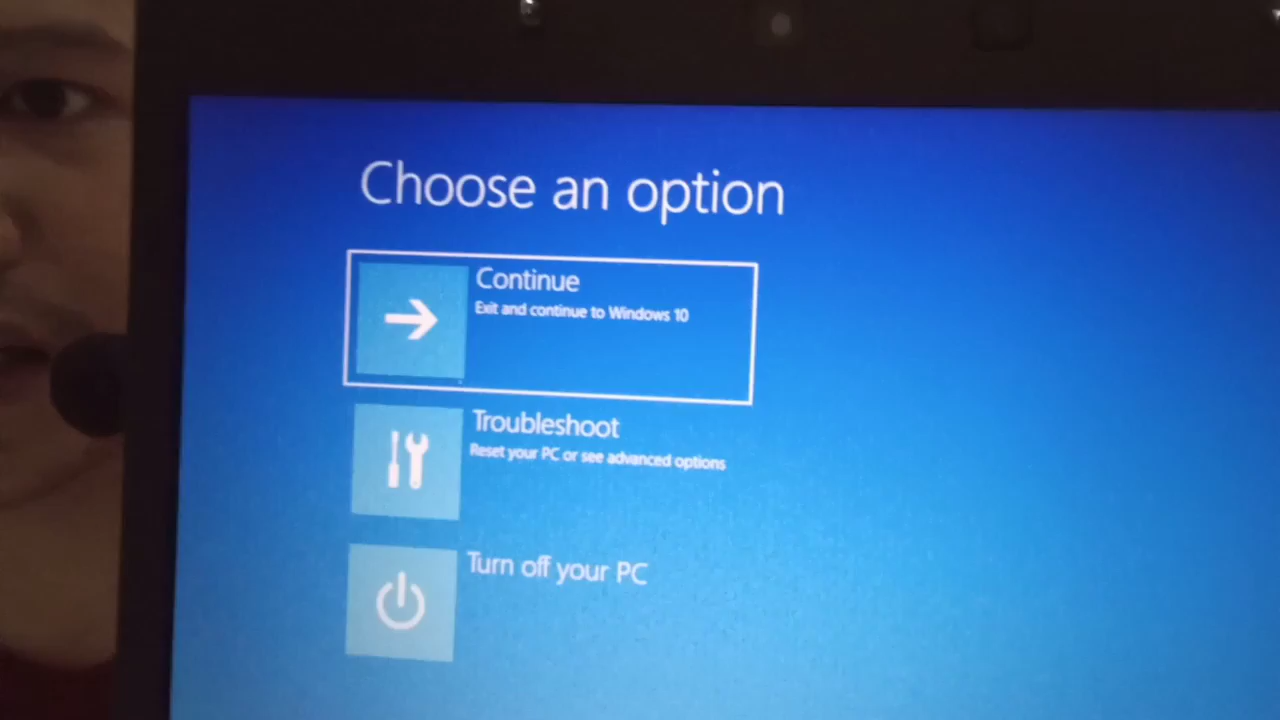 Choose an option
Continue
Exit and continue to Windows 10
Troubleshoot
Reset your PC or see advanced options
Turn off your PC